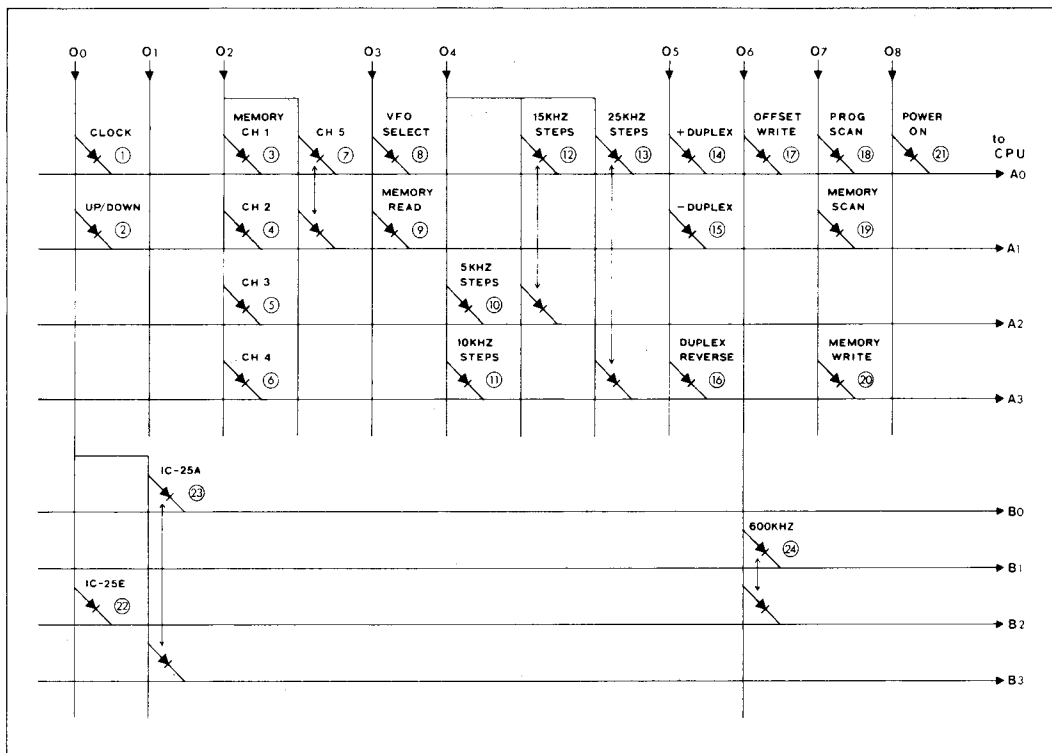 O0 O1 O2 O3 O4 O5 O6 O7 O8
CLOCK ①
MEMORY CH 1 ③
CH 5 ⑦
VFO SELECT ⑧
15KHZ STEPS ⑫
25KHZ STEPS ⑬
+DUPLEX ⑭
OFFSET WRITE ⑰
PROG SCAN ⑱
POWER ON ㉑
to CPU
A0
UP/DOWN ②
CH 2 ④
MEMORY READ ⑨
-DUPLEX ⑮
MEMORY SCAN ⑲
A1
CH 3 ⑤
5KHZ STEPS ⑩
A2
CH 4 ⑥
10KHZ STEPS ⑪
DUPLEX REVERSE ⑯
MEMORY WRITE ⑳
A3
IC-25A ㉓
B0
600KHZ ㉔
B1
IC-25E ㉒
B2
B3